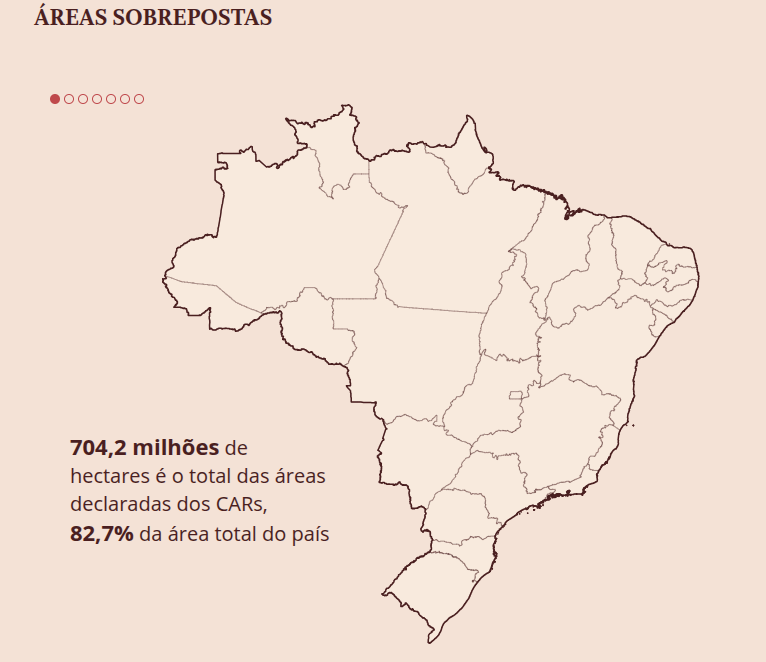 ÁREAS SOBREPOSTAS
704,2 milhões de
hectares é o total das áreas
declaradas dos CARs,
82,7% da área total do país